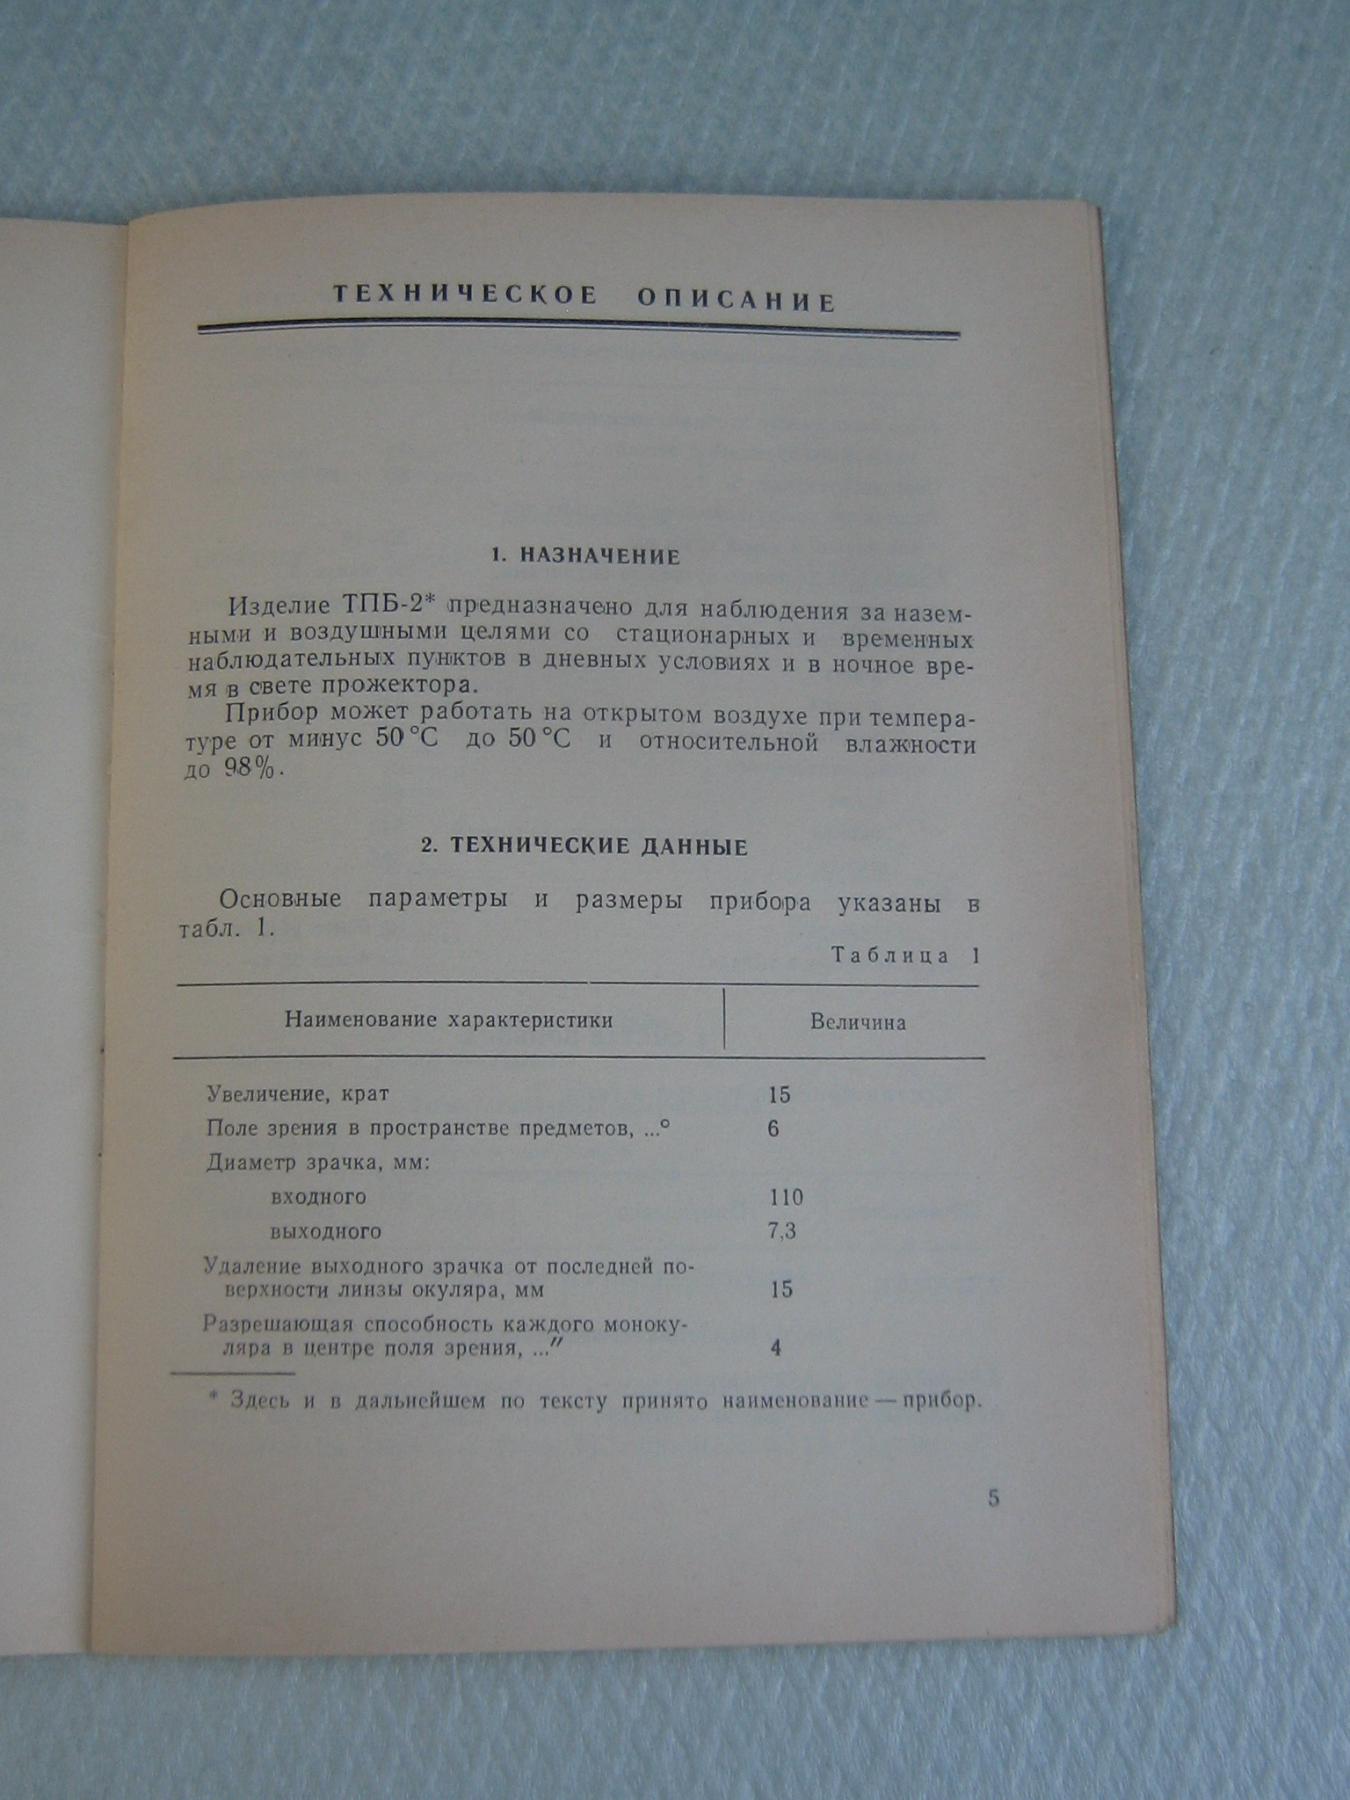 ТЕХНИЧЕСКОЕ ОПИСАНИЕ
1. НАЗНАЧЕНИЕ
Изделие ТПБ-2* предназначено для наблюдения за назем-
ными и воздушными целями со стационарных и временных
наблюдательных пунктов в дневных условиях и в ночное вре-
мя в свете прожектора.
Прибор может работать на открытом воздухе при темпера-
туре от минус 50 °С до 50 °С и относительной влажности
до 98%.
2. ТЕХНИЧЕСКИЕ ДАННЫЕ
Основные параметры и размеры прибора указаны в
табл. 1.
Таблица 1
Наименование характеристики Величина
Увеличение, крат 15
Поле зрения в пространстве предметов, ...° 6
Диаметр зрачка, мм:
входного 110
выходного 7,3
Удаление выходного зрачка от последней по-
верхности линзы окуляра, мм 15
Разрешающая способность каждого моноку-
ляра в центре поля зрения, ...″ 4
* Здесь и в дальнейшем по тексту принято наименование — прибор.
5